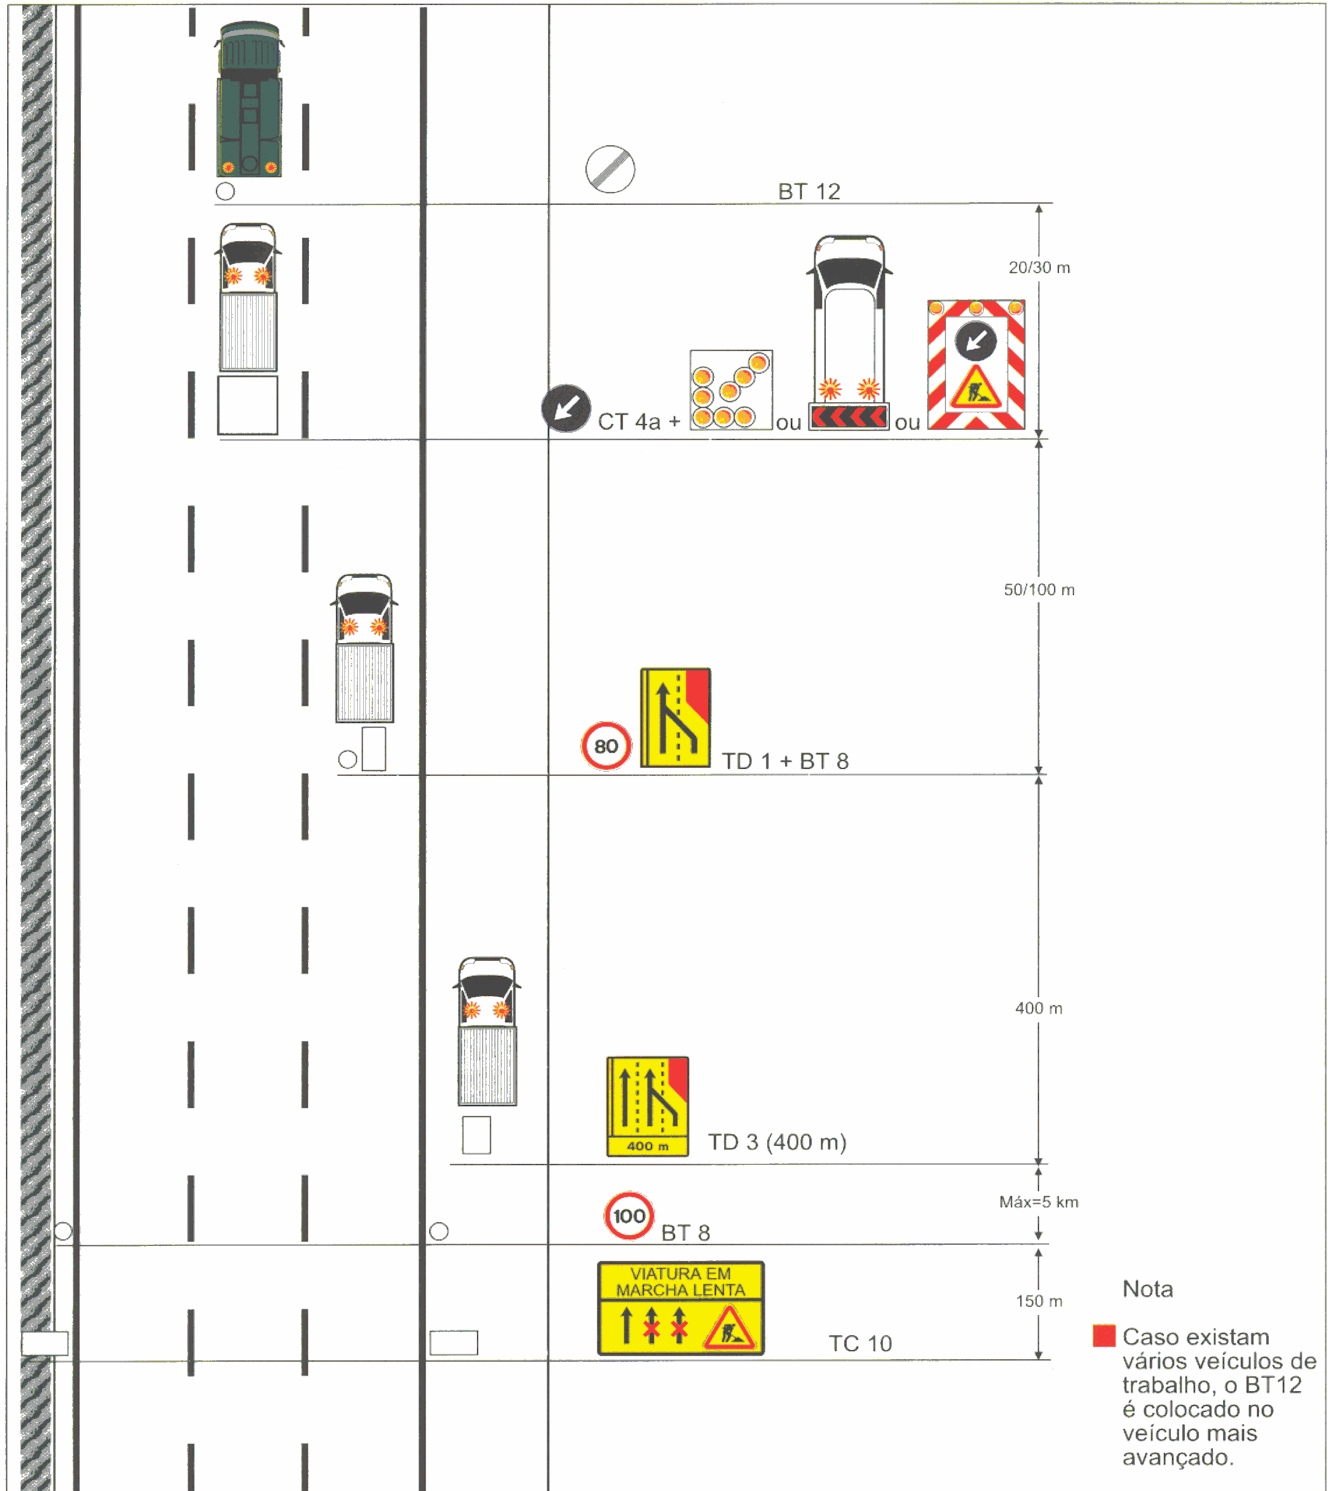 BT 12
20/30 m
CT 4a + ou ou
50/100 m
80
TD 1 + BT 8
400 m
400 m
TD 3 (400 m)
Máx=5 km
100
BT 8
VIATURA EM
MARCHA LENTA
150 m
TC 10
Nota
Caso existam
vários veículos de
trabalho, o BT12
é colocado no
veículo mais
avançado.